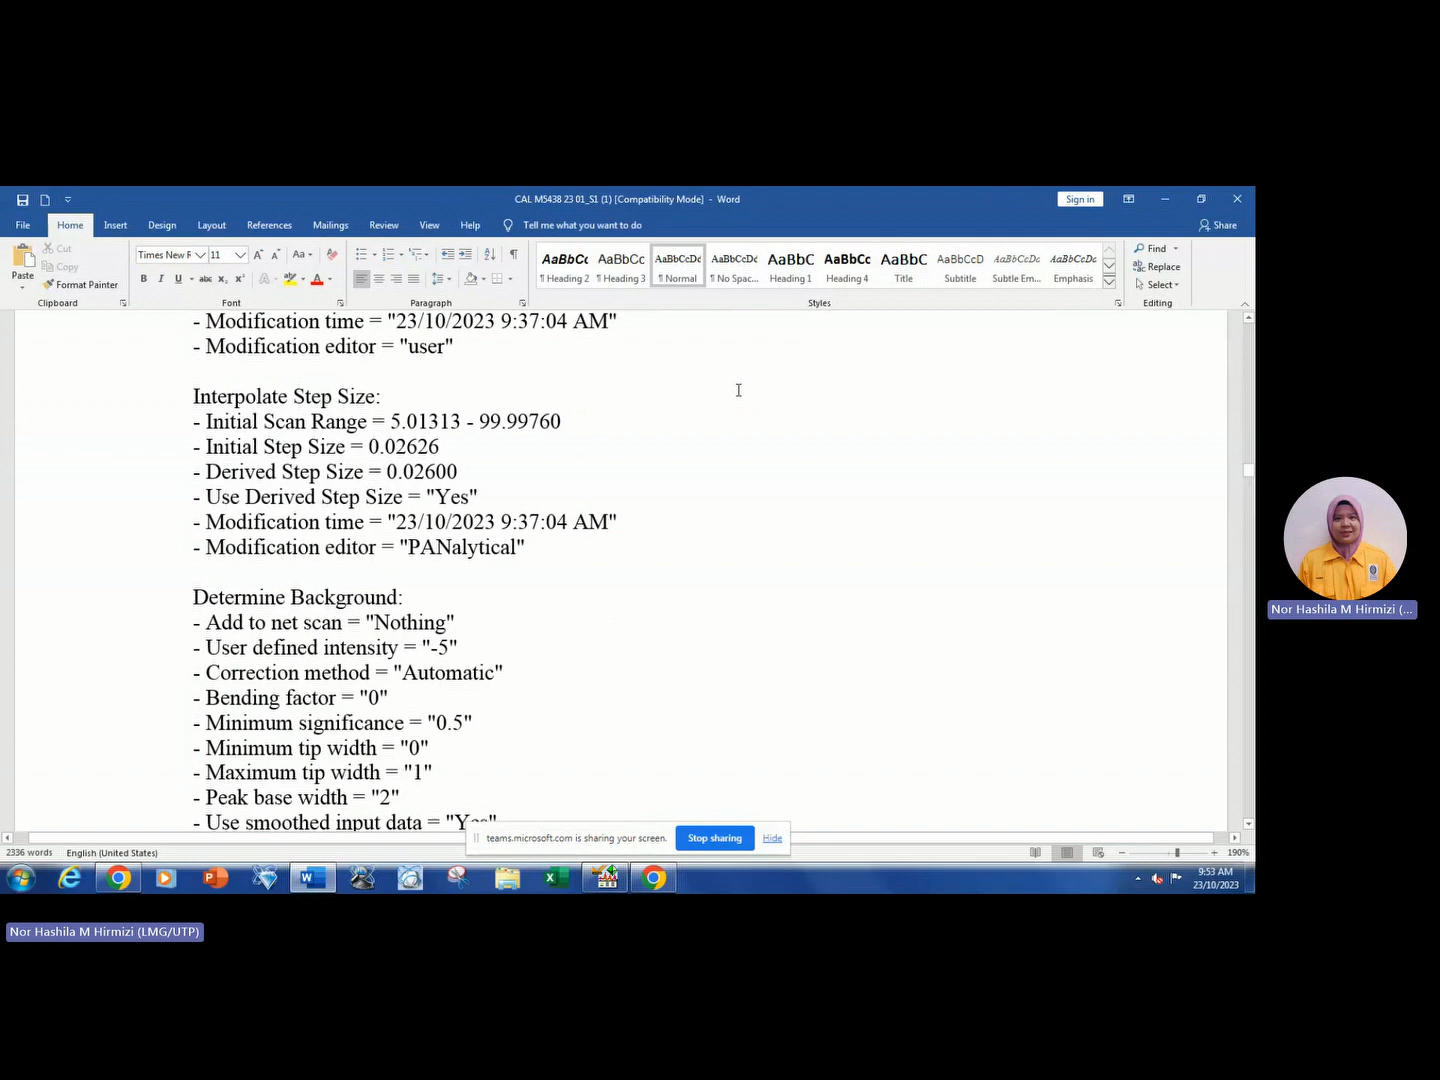 CAL M5438 23 01_S1 (1) [Compatibility Mode] - Word
Sign in
File Home Insert Design Layout References Mailings Review View Help Tell me what you want to do Share
Paste
Cut
Copy
Format Painter
Clipboard
Times New R 11
Font
Paragraph
AaBbCc AaBbCc AaBbCcDc AaBbCcDc AaBbC AaBbCc AaBbC AaBbCcD AaBbCcDc AaBbCcDc
Heading 2 Heading 3 Normal No Spac... Heading 1 Heading 4 Title Subtitle Subtle Em... Emphasis
Styles
Find
Replace
Select
Editing
- Modification time = "23/10/2023 9:37:04 AM"
- Modification editor = "user"
Interpolate Step Size:
- Initial Scan Range = 5.01313 - 99.99760
- Initial Step Size = 0.02626
- Derived Step Size = 0.02600
- Use Derived Step Size = "Yes"
- Modification time = "23/10/2023 9:37:04 AM"
- Modification editor = "PANalytical"
Determine Background:
- Add to net scan = "Nothing"
- User defined intensity = "-5"
- Correction method = "Automatic"
- Bending factor = "0"
- Minimum significance = "0.5"
- Minimum tip width = "0"
- Maximum tip width = "1"
- Peak base width = "2"
- Use smoothed input data = "Yes"
teams.microsoft.com is sharing your screen. Stop sharing Hide
2336 words English (United States) 190%
9:53 AM
23/10/2023
Nor Hashila M Hirmizi (...
Nor Hashila M Hirmizi (LMG/UTP)